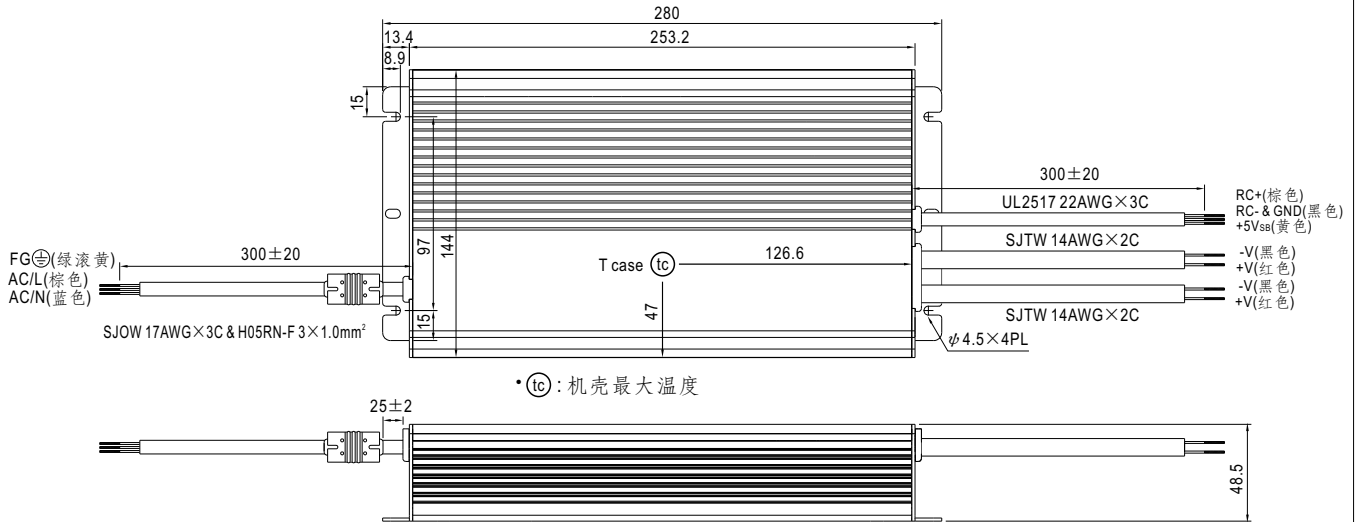 280
13.4
253.2
8.9
15
300±20
UL2517 22AWG×3C
RC+(棕色)
RC- & GND(黑色)
+5VSB(黄色)
97
144
FG⏚(绿滚黄)
AC/L(棕色)
AC/N(蓝色)
300±20
T case tc
126.6
SJTW 14AWG×2C
-V(黑色)
+V(红色)
-V(黑色)
+V(红色)
47
15
SJTW 14AWG×2C
SJOW 17AWG×3C & H05RN-F 3×1.0mm²
ψ4.5×4PL
• tc : 机壳最大温度
25±2
48.5